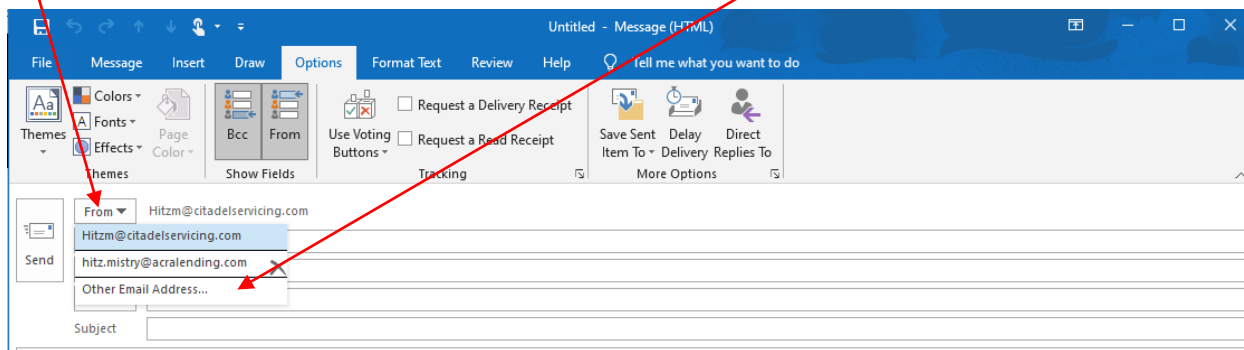 Untitled - Message (HTML)
File Message Insert Draw Options Format Text Review Help Tell me what you want to do
Aa Colors Request a Delivery Receipt
A Fonts
Themes Page Color Bcc From Use Voting Buttons Request a Read Receipt Save Sent Item To Delay Delivery Direct Replies To
Effects
Themes Show Fields Tracking More Options
From Hitzm@citadelservicing.com
Hitzm@citadelservicing.com
Send hitz.mistry@acralending.com
Other Email Address...
Subject